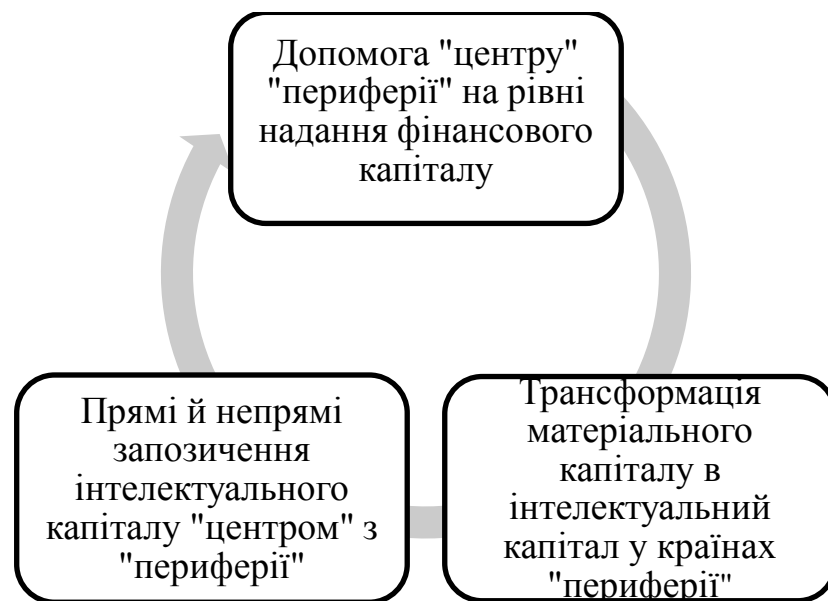 Допомога "центру"
"периферії" на рівні
надання фінансового
капіталу
Прямі й непрямі
запозичення
інтелектуального
капіталу "центром" з
"периферії"
Трансформація
матеріального
капіталу в
інтелектуальний
капітал у країнах
"периферії"